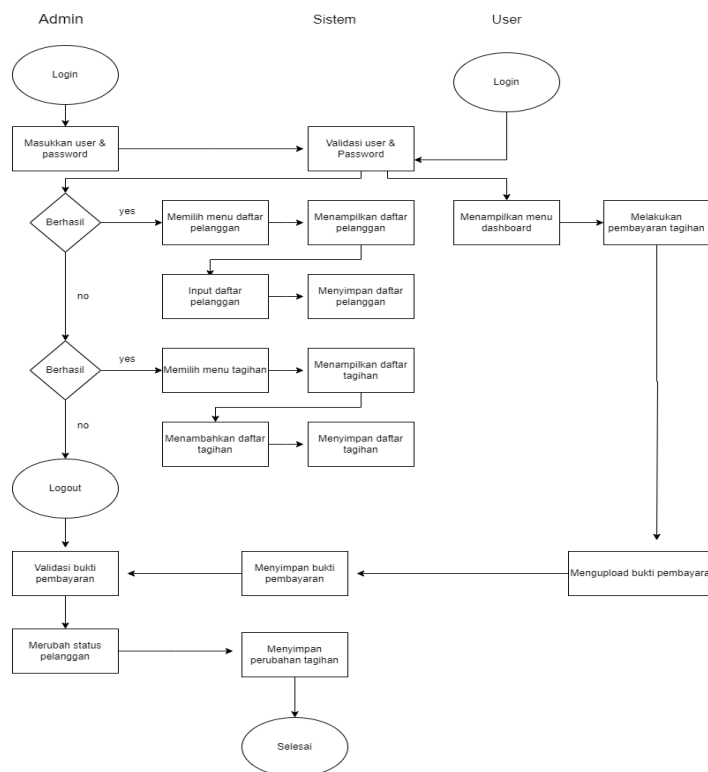 Admin
Sistem
User
Login
Login
Masukkan user &
password
Validasi user &
Password
Berhasil
yes
Memilih menu daftar
pelanggan
Menampilkan daftar
pelanggan
Menampilkan menu
dashboard
Melakukan
pembayaran tagihan
no
Input daftar
pelanggan
Menyimpan daftar
pelanggan
Berhasil
yes
Memilih menu tagihan
Menampilkan daftar
tagihan
no
Menambahkan daftar
tagihan
Menyimpan daftar
tagihan
Logout
Validasi bukti
pembayaran
Menyimpan bukti
pembayaran
Mengupload bukti pembayaran
Merubah status
pelanggan
Menyimpan
perubahan tagihan
Selesai